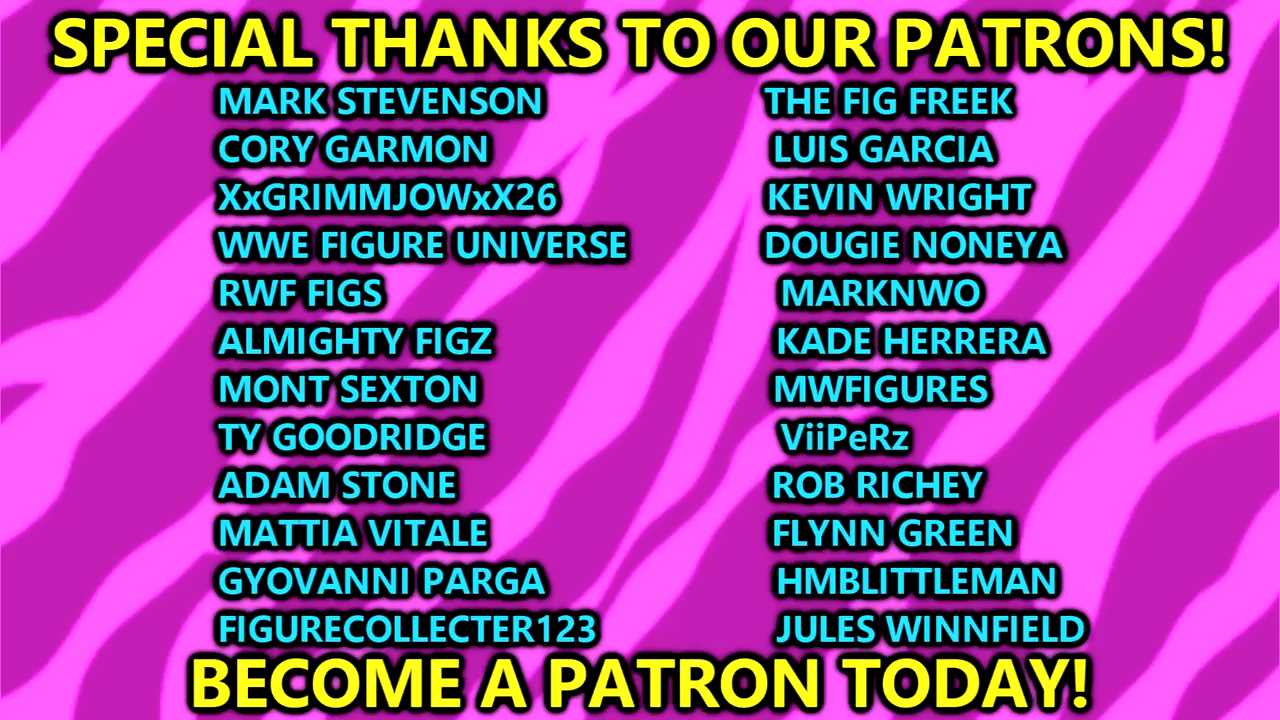 SPECIAL THANKS TO OUR PATRONS!
MARK STEVENSON
CORY GARMON
XxGRIMMJOWxX26
WWE FIGURE UNIVERSE
RWF FIGS
ALMIGHTY FIGZ
MONT SEXTON
TY GOODRIDGE
ADAM STONE
MATTIA VITALE
GYOVANNI PARGA
FIGURECOLLECTER123
THE FIG FREEK
LUIS GARCIA
KEVIN WRIGHT
DOUGIE NONEYA
MARKNWO
KADE HERRERA
MWFIGURES
ViiPeRz
ROB RICHEY
FLYNN GREEN
HMBLITTLEMAN
JULES WINNFIELD
BECOME A PATRON TODAY!